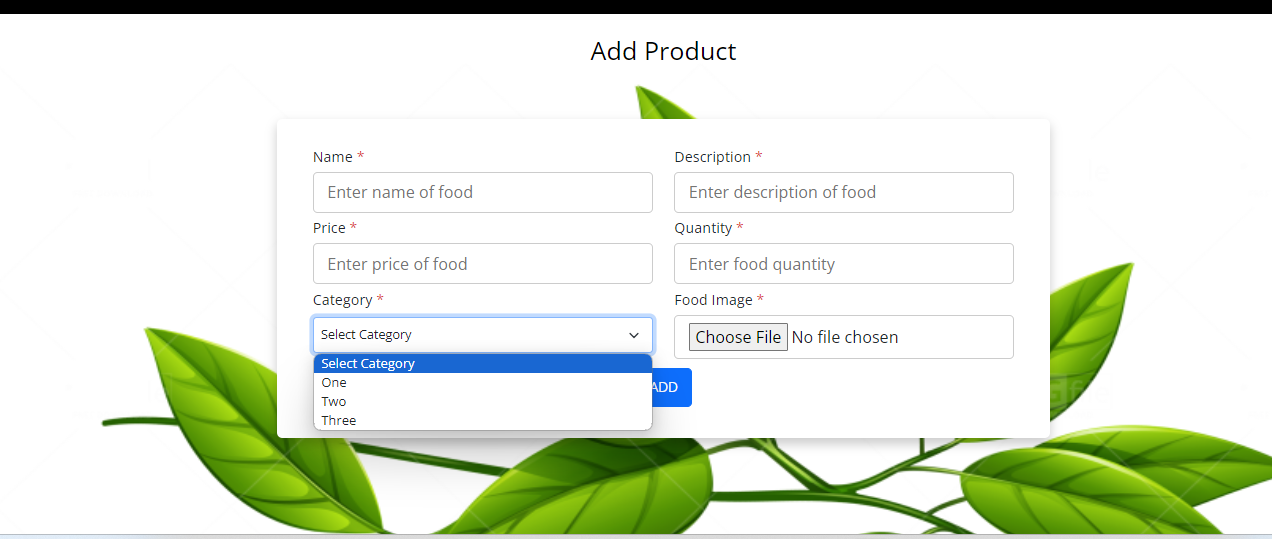 Add Product
Name *
Description *
Enter name of food
Enter description of food
Price *
Quantity *
Enter price of food
Enter food quantity
Category *
Food Image *
Select Category
Choose File No file chosen
Select Category
One
ADD
Two
Three